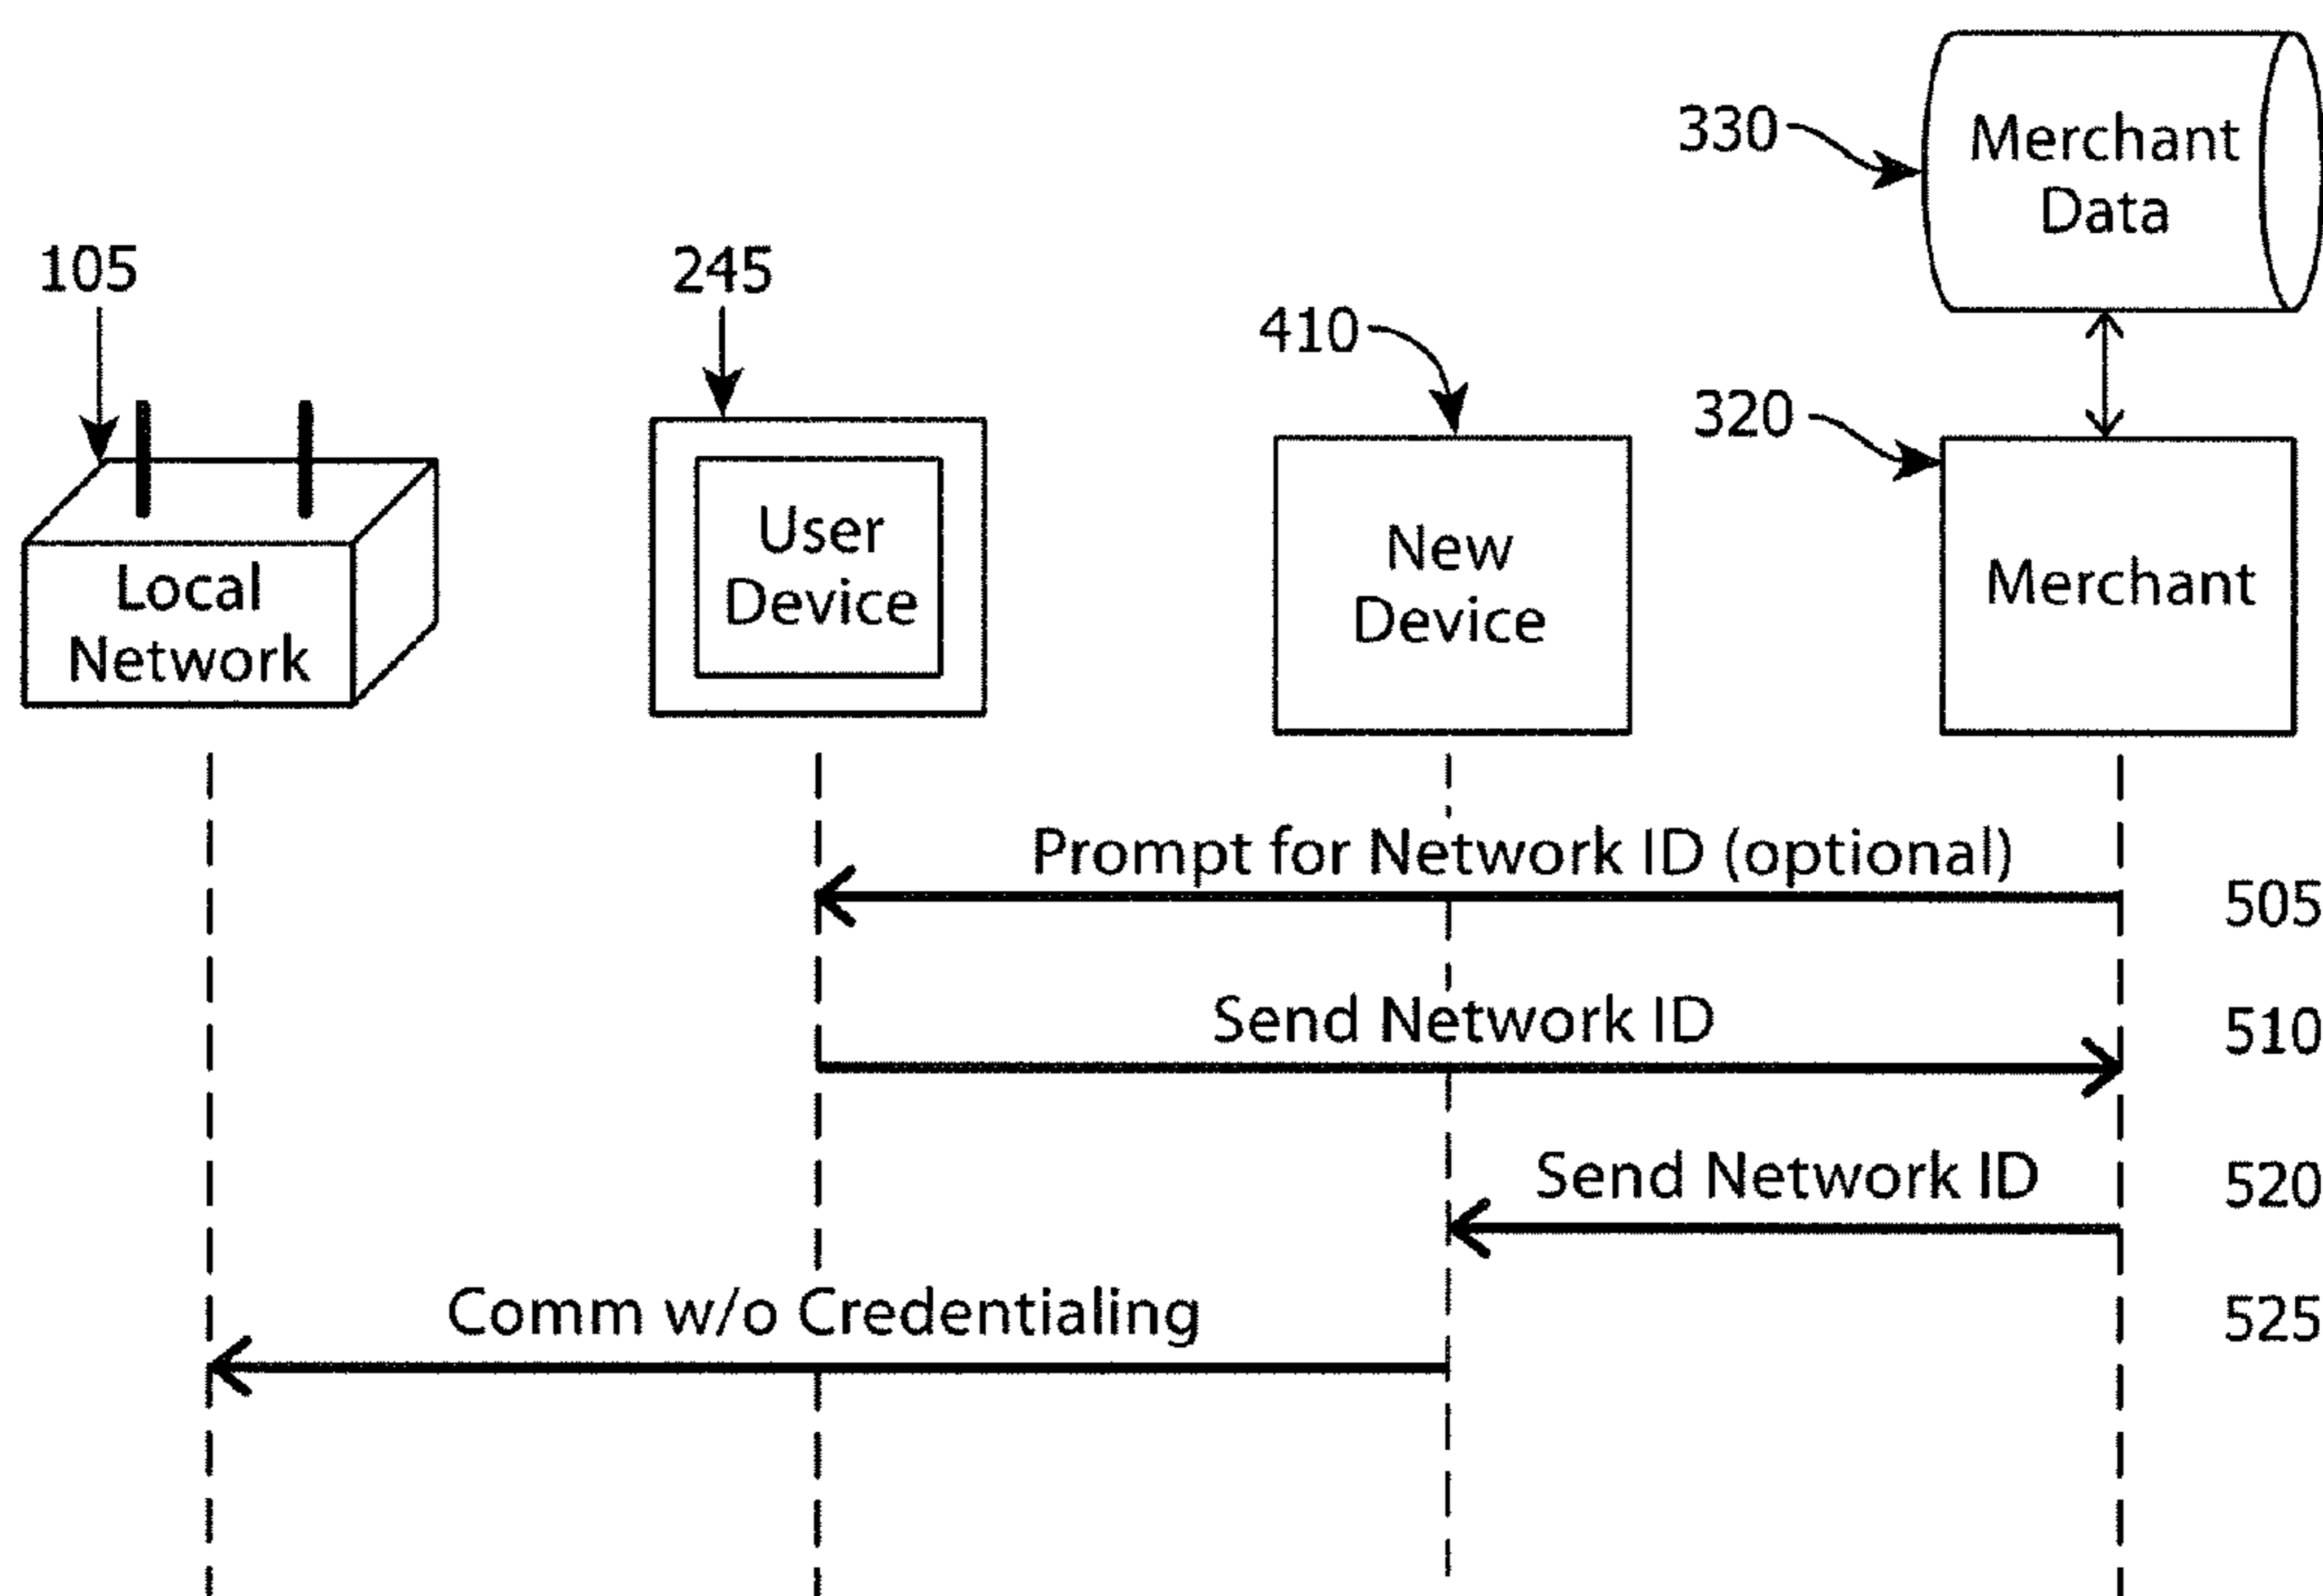 330
Merchant
Data
105
245
410
320
Local
Network
User
Device
New
Device
Merchant
Prompt for Network ID (optional)
505
Send Network ID
510
Send Network ID
520
Comm w/o Credentialing
525